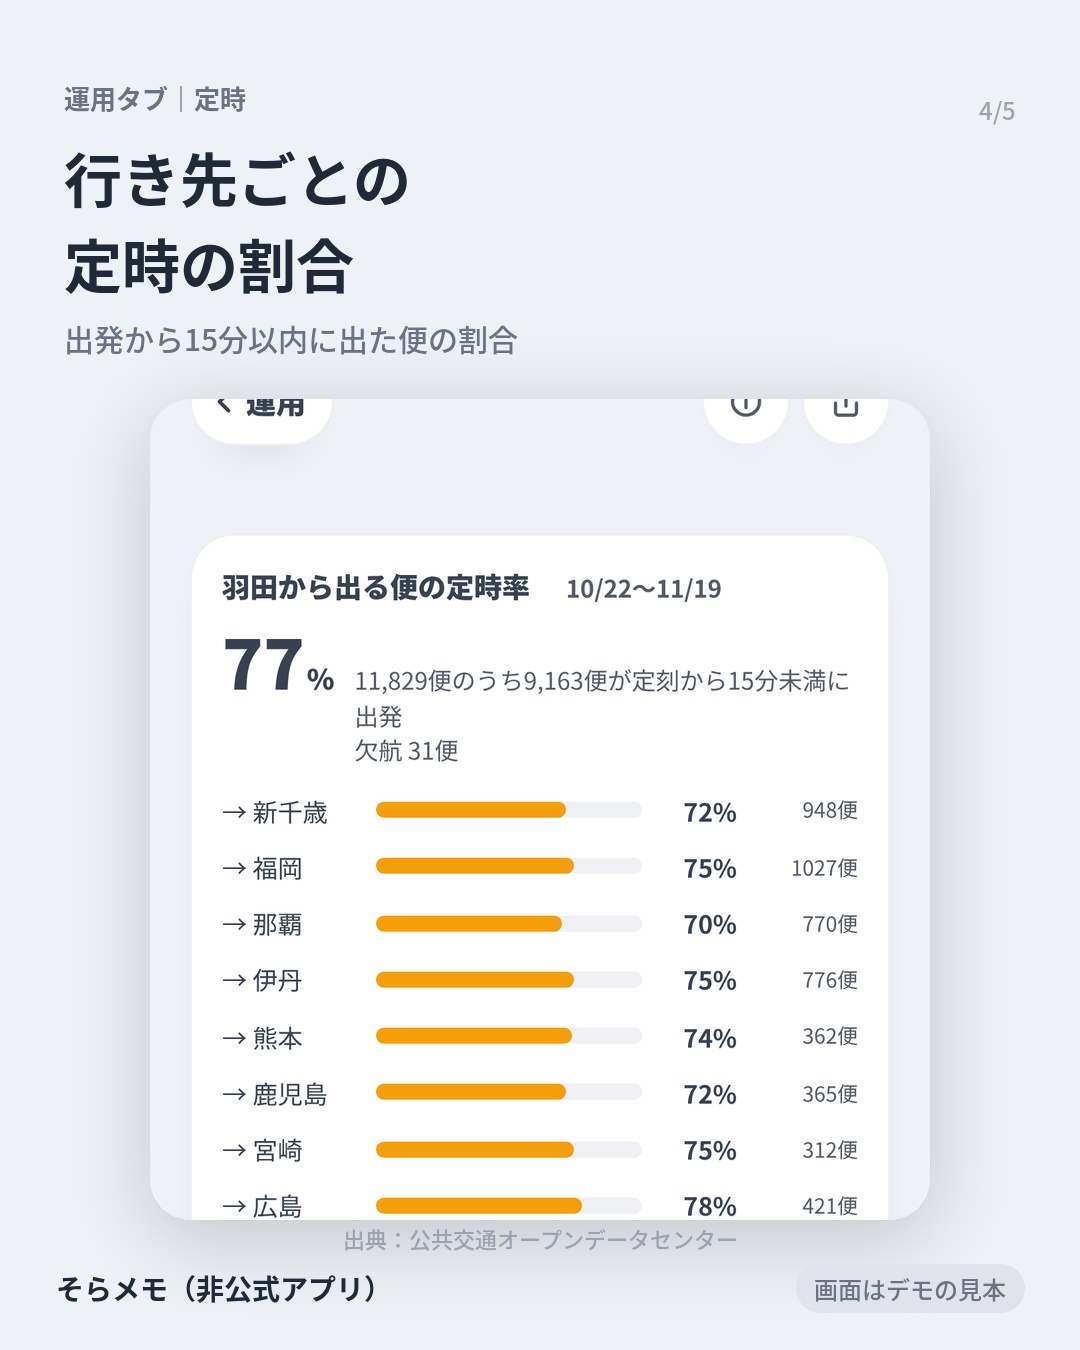 運用タブ｜定時
4/5
行き先ごとの
定時の割合
出発から15分以内に出た便の割合
運用
羽田から出る便の定時率 10/22〜11/19
77% 11,829便のうち9,163便が定刻から15分未満に
出発
欠航 31便
→ 新千歳 72% 948便
→ 福岡 75% 1027便
→ 那覇 70% 770便
→ 伊丹 75% 776便
→ 熊本 74% 362便
→ 鹿児島 72% 365便
→ 宮崎 75% 312便
→ 広島 78% 421便
出典：公共交通オープンデータセンター
そらメモ（非公式アプリ）
画面はデモの見本